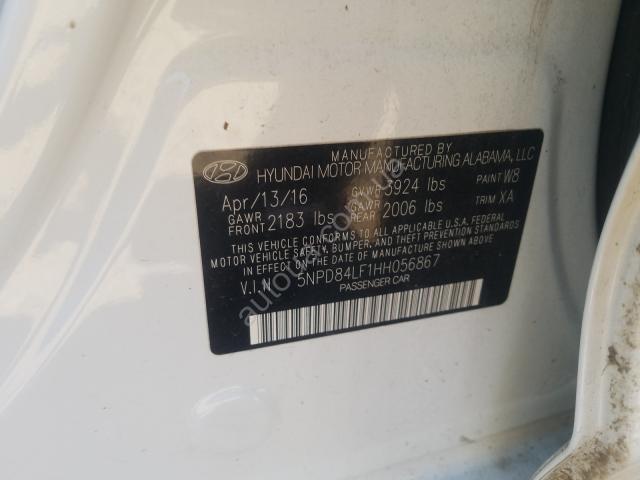 MANUFACTURED BY
HYUNDAI MOTOR MANUFACTURING ALABAMA, LLC
Apr/13/16 GVWR 3924 lbs PAINT W8
GAWR FRONT 2183 lbs GAWR REAR 2006 lbs TRIM XA
THIS VEHICLE CONFORMS TO ALL APPLICABLE U.S.A. FEDERAL
MOTOR VEHICLE SAFETY, BUMPER, AND THEFT PREVENTION STANDARDS
IN EFFECT ON THE DATE OF MANUFACTURE SHOWN ABOVE.
V.I.N 5NPD84LF1HH056867
PASSENGER CAR